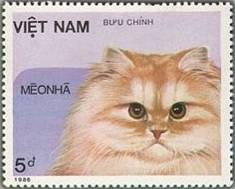 VIỆT NAM BƯU CHÍNH
MÈONHÀ
5đ
1986